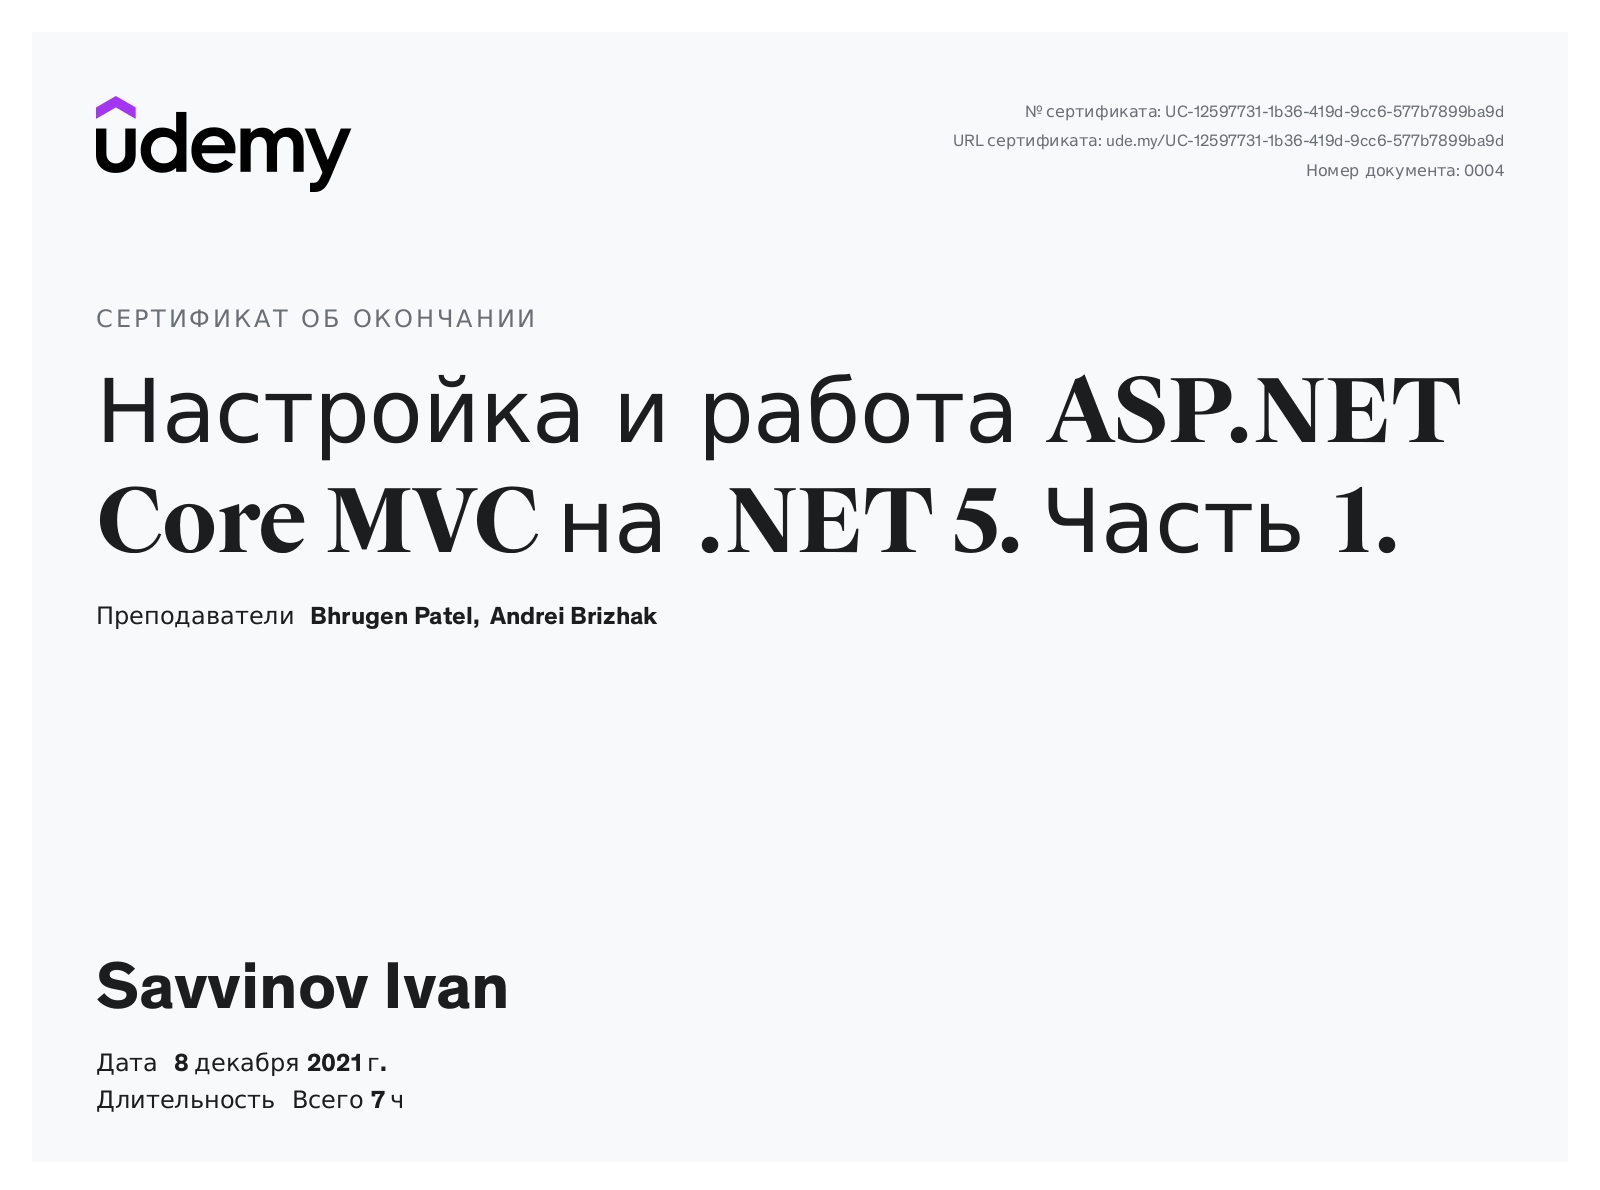 udemy
№ сертификата: UC-12597731-1b36-419d-9cc6-577b7899ba9d
URL сертификата: ude.my/UC-12597731-1b36-419d-9cc6-577b7899ba9d
Номер документа: 0004
СЕРТИФИКАТ ОБ ОКОНЧАНИИ
Настройка и работа ASP.NET
Core MVC на .NET 5. Часть 1.
Преподаватели Bhrugen Patel, Andrei Brizhak
Savvinov Ivan
Дата 8 декабря 2021 г.
Длительность Всего 7 ч